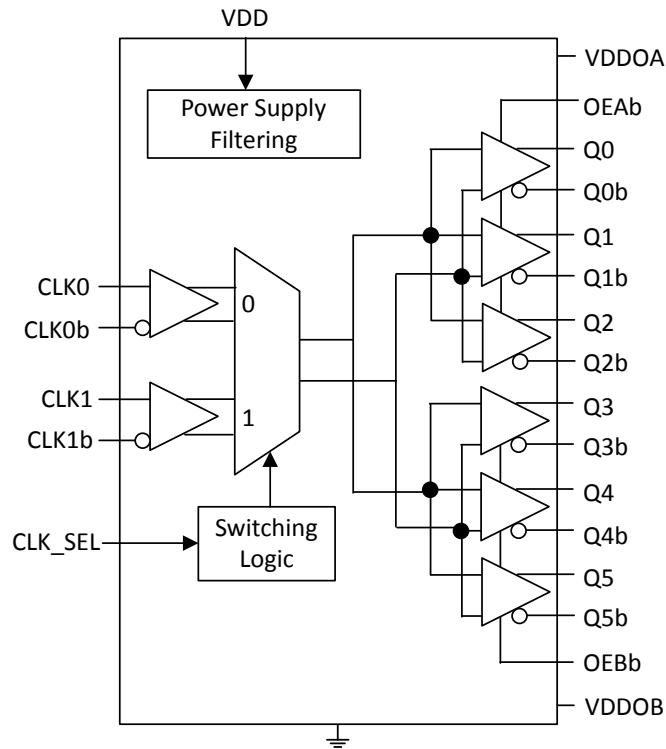 VDD
VDDOA
Power Supply
Filtering
OEAb
Q0
Q0b
Q1
Q1b
Q2
Q2b
CLK0
CLK0b
0
CLK1
CLK1b
1
Q3
Q3b
Q4
Q4b
Q5
Q5b
CLK_SEL
Switching
Logic
OEBb
VDDOB